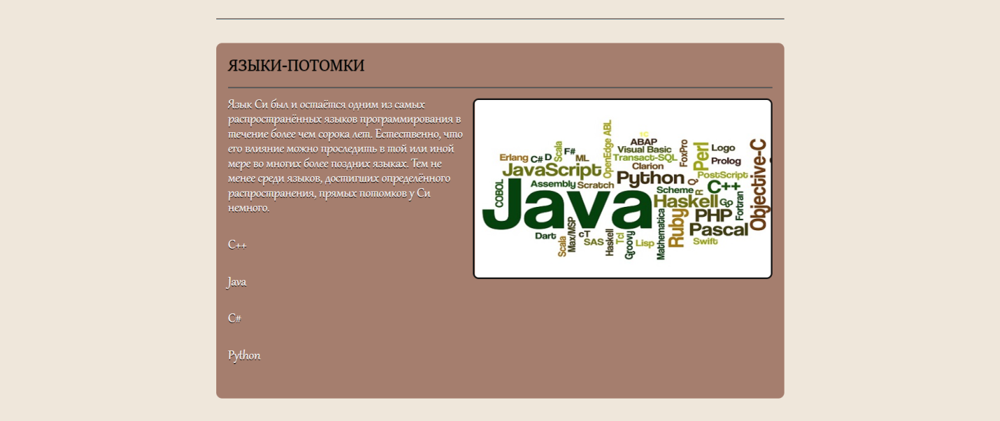 ЯЗЫКИ-ПОТОМКИ
Язык Си был и остаётся одним из самых
распространённых языков программирования в
течение более чем сорока лет. Естественно, что
его влияние можно проследить в той или иной
мере во многих более поздних языках. Тем не
менее среди языков, достигших определённого
распространения, прямых потомков у Си
немного.
C++
Java
C#
Python
OpenEdge ABL
1C
ABAP
Visual Basic
Transact-SQL
Clarion
FoxPro
Perl
Logo
Prolog
PostScript
Objective-C
Erlang
C#
D
Scala
F#
ML
JavaScript
Python
Q
Assembly
Scratch
COBOL
Java
Scheme
R
C++
Haskell
Go
Fortran
PHP
Ruby
Pascal
Swift
Mathematica
Dart
Scala
Max/MSP
cT
SAS
Haskell
Tcl
Groovy
Lisp